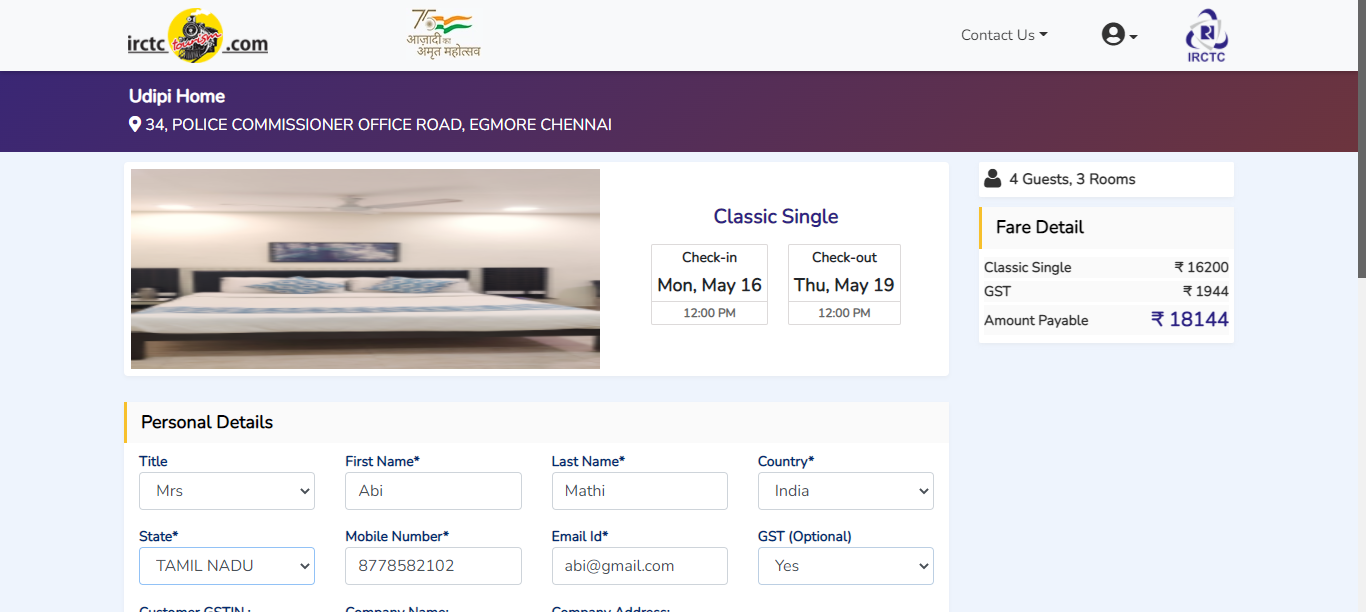 irctc tourism .com
75
आज़ादी का
अमृत महोत्सव
Contact Us
IRCTC
Udipi Home
34, POLICE COMMISSIONER OFFICE ROAD, EGMORE CHENNAI
Classic Single
Check-in
Mon, May 16
12:00 PM
Check-out
Thu, May 19
12:00 PM
4 Guests, 3 Rooms
Fare Detail
Classic Single ₹ 16200
GST ₹ 1944
Amount Payable ₹ 18144
Personal Details
Title First Name* Last Name* Country*
Mrs Abi Mathi India
State* Mobile Number* Email Id* GST (Optional)
TAMIL NADU 8778582102 abi@gmail.com Yes
Customer GSTIN : Company Name: Company Address: